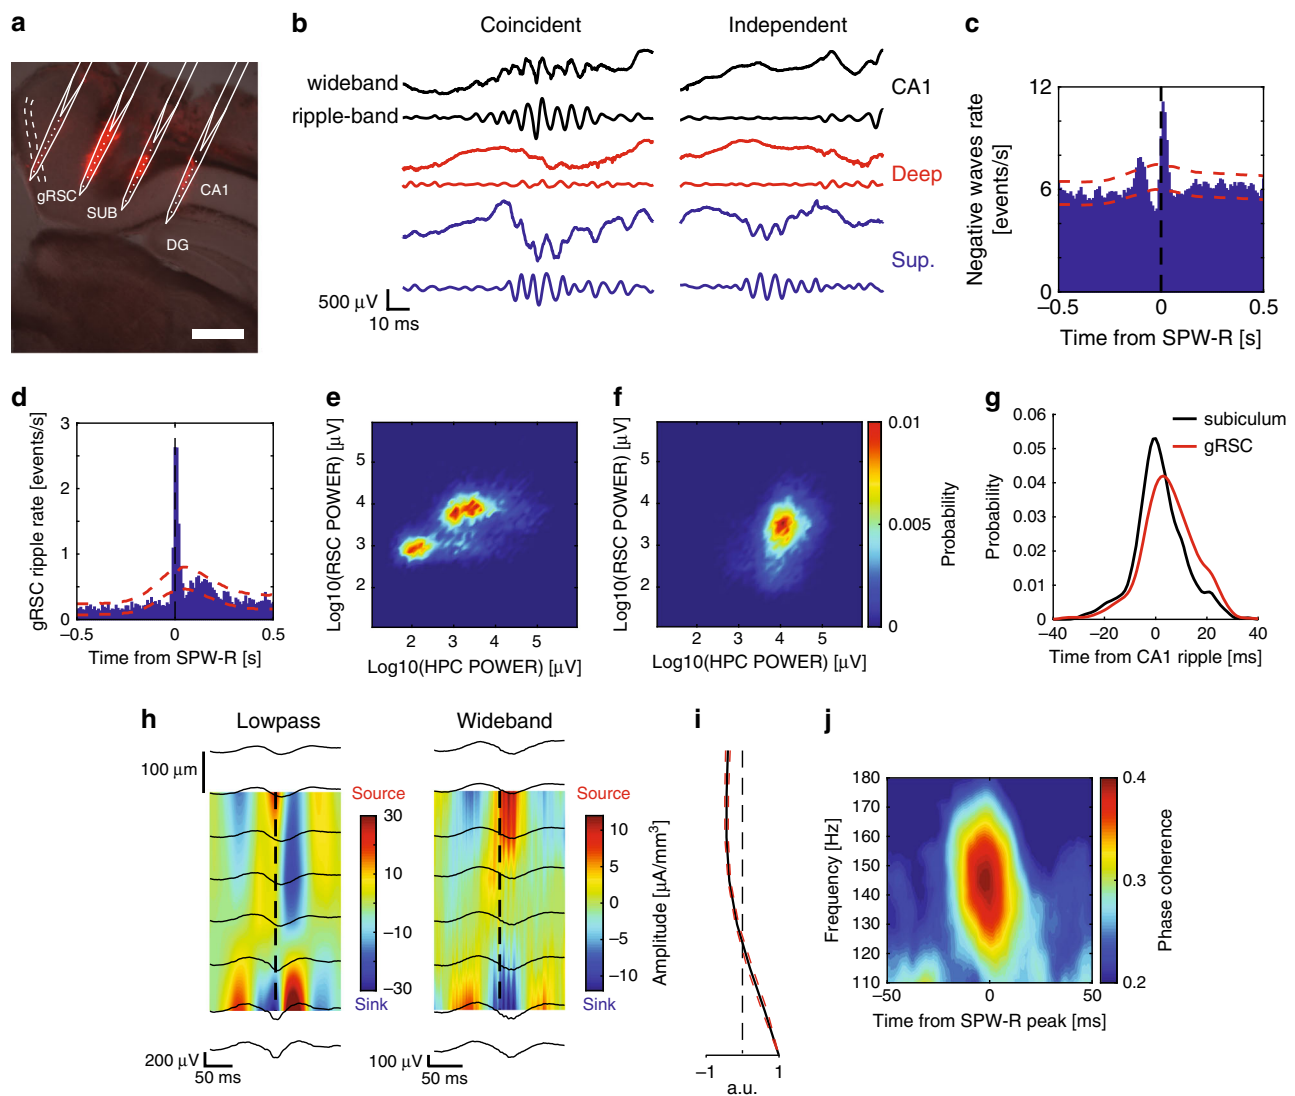 a
gRSC
SUB
CA1
DG
b
Coincident
Independent
wideband
ripple-band
CA1
Deep
Sup.
500 µV
10 ms
c
Negative waves rate
[events/s]
12
6
0
−0.5
0
0.5
Time from SPW-R [s]
d
gRSC ripple rate [events/s]
3
2
1
0
−0.5
0
0.5
Time from SPW-R [s]
e
Log10(RSC POWER) [µV]
5
4
3
2
2
3
4
5
Log10(HPC POWER) [µV]
f
Log10(RSC POWER) [µV]
5
4
3
2
2
3
4
5
Log10(HPC POWER) [µV]
0.01
0.005
0
Probability
g
subiculum
gRSC
Probability
0.06
0.05
0.04
0.03
0.02
0.01
0
−40
−20
0
20
40
Time from CA1 ripple [ms]
h
Lowpass
100 µm
Source
30
10
−10
−30
Sink
200 µV
50 ms
Wideband
Source
10
5
0
−5
−10
Sink
Amplitude [µA/mm³]
100 µV
50 ms
i
−1
1
a.u.
j
Frequency [Hz]
180
170
160
150
140
130
120
110
−50
0
50
Time from SPW-R peak [ms]
0.4
0.3
0.2
Phase coherence